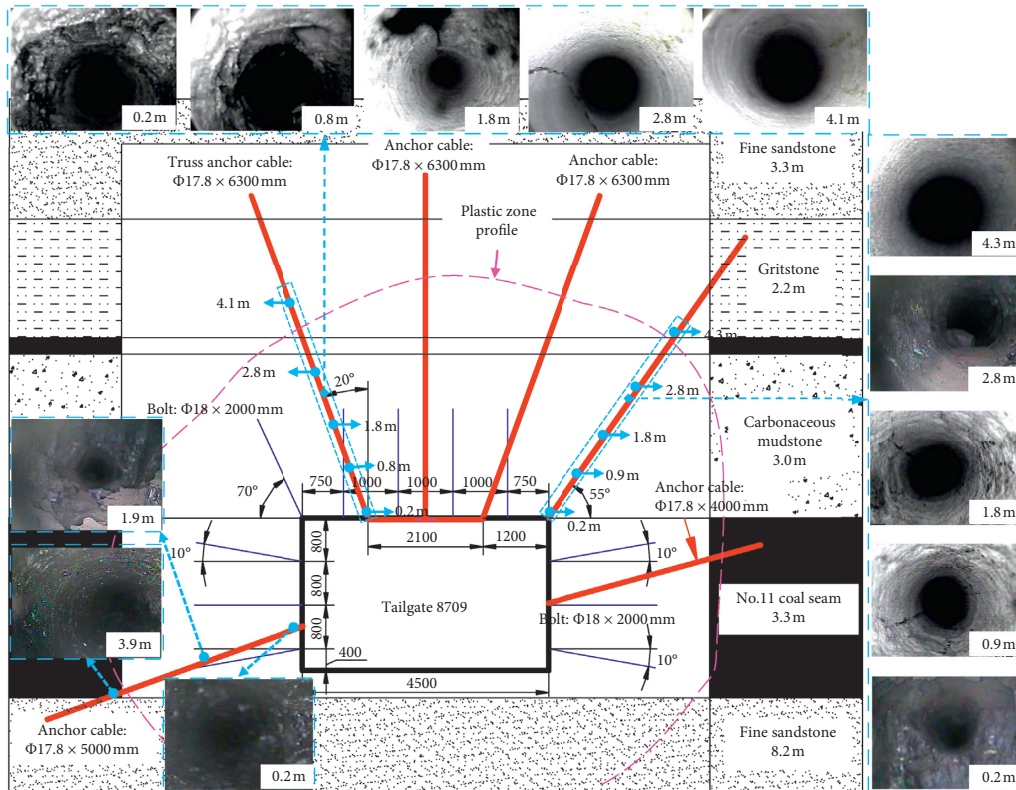 0.2 m
0.8 m
1.8 m
2.8 m
4.1 m
Truss anchor cable:
Φ17.8 × 6300 mm
Anchor cable:
Φ17.8 × 6300 mm
Anchor cable:
Φ17.8 × 6300 mm
Fine sandstone
3.3 m
Plastic zone
profile
4.3 m
Gritstone
2.2 m
4.1 m
4.3 m
2.8 m
20°
2.8 m
2.8 m
Bolt: Φ18 × 2000 mm
1.8 m
1.8 m
Carbonaceous
mudstone
3.0 m
0.8 m
0.9 m
70°
750
1000
1000
1000
750
55°
Anchor cable:
Φ17.8 × 4000 mm
1.8 m
1.9 m
0.2 m
0.2 m
2100
1200
10°
800
10°
800
Tailgate 8709
Bolt: Φ18 × 2000 mm
No.11 coal seam
3.3 m
0.9 m
800
3.9 m
400
10°
4500
Anchor cable:
Φ17.8 × 5000 mm
0.2 m
Fine sandstone
8.2 m
0.2 m